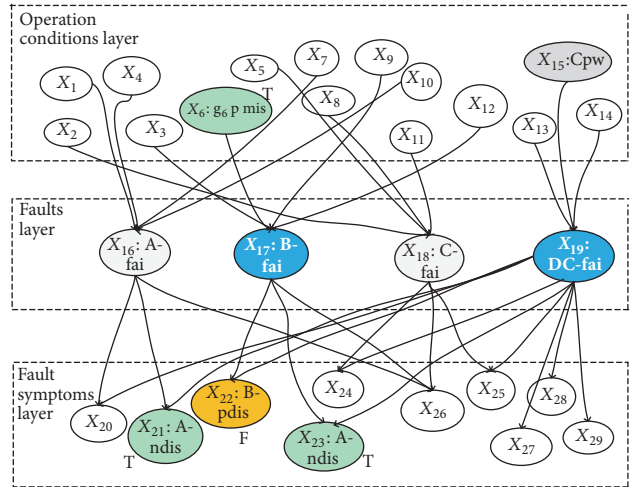 Operation
conditions layer
X1
X4
X5
T
X7
X9
X10
X15:Cpw
X6: g6 p mis
X8
X12
X2
X3
X11
X13
X14
Faults
layer
X16: A-
fai
X17: B-
fai
X18: C-
fai
X19:
DC-fai
Fault
symptoms
layer
X20
X21: A-
ndis
T
X22: B-
pdis
F
X23: A-
ndis
T
X24
X26
X25
X28
X27
X29